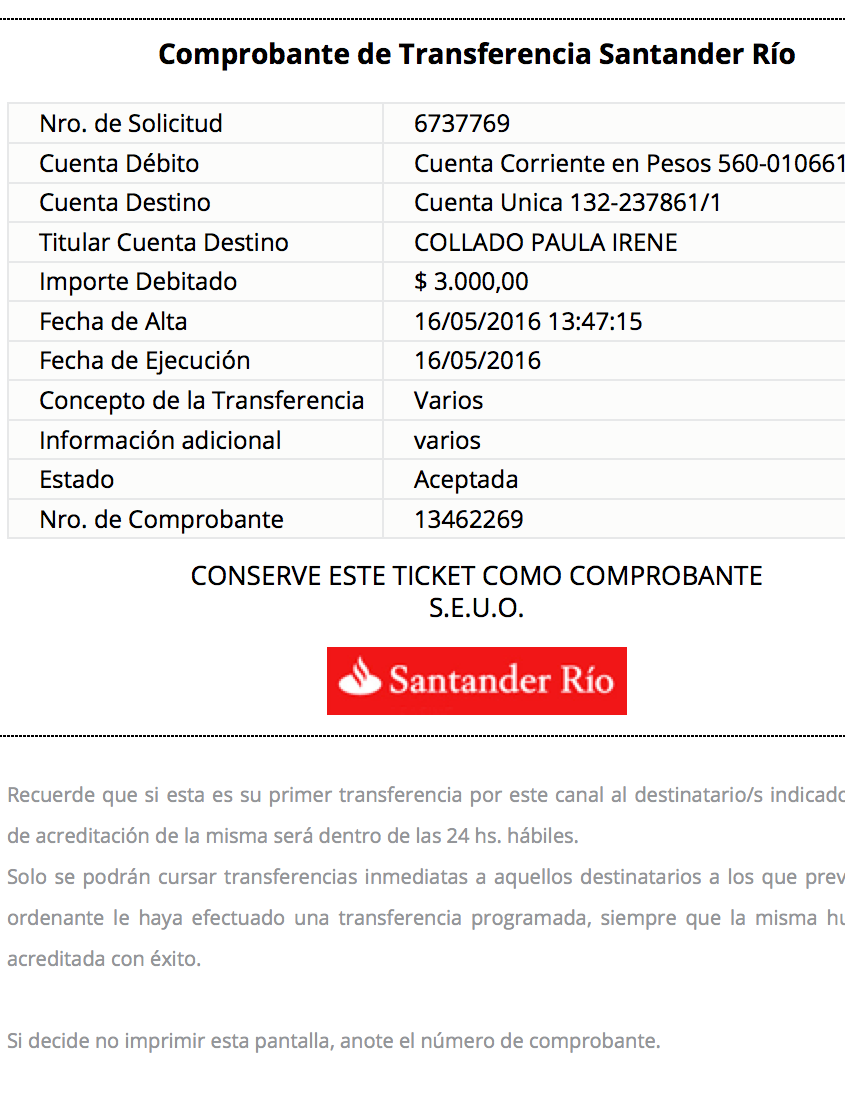 Comprobante de Transferencia Santander Río
Nro. de Solicitud 6737769
Cuenta Débito Cuenta Corriente en Pesos 560-010661
Cuenta Destino Cuenta Unica 132-237861/1
Titular Cuenta Destino COLLADO PAULA IRENE
Importe Debitado $ 3.000,00
Fecha de Alta 16/05/2016 13:47:15
Fecha de Ejecución 16/05/2016
Concepto de la Transferencia Varios
Información adicional varios
Estado Aceptada
Nro. de Comprobante 13462269
CONSERVE ESTE TICKET COMO COMPROBANTE
S.E.U.O.
Santander Río
Recuerde que si esta es su primer transferencia por este canal al destinatario/s indicado
de acreditación de la misma será dentro de las 24 hs. hábiles.
Solo se podrán cursar transferencias inmediatas a aquellos destinatarios a los que prev
ordenante le haya efectuado una transferencia programada, siempre que la misma hu
acreditada con éxito.
Si decide no imprimir esta pantalla, anote el número de comprobante.